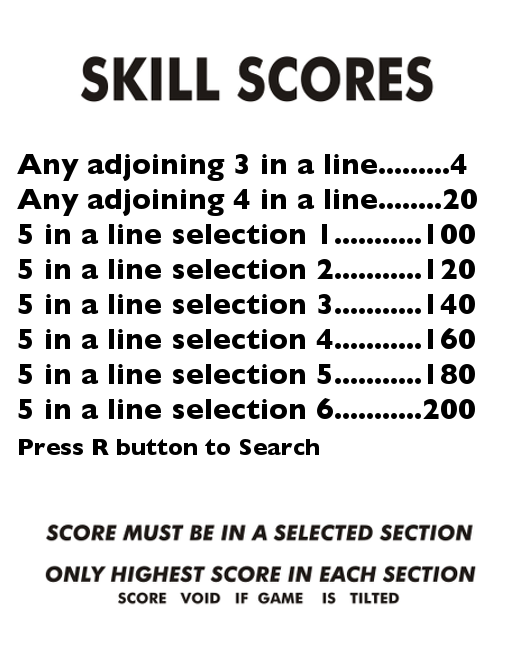 SKILL SCORES
Any adjoining 3 in a line.........4
Any adjoining 4 in a line........20
5 in a line selection 1...........100
5 in a line selection 2...........120
5 in a line selection 3...........140
5 in a line selection 4...........160
5 in a line selection 5...........180
5 in a line selection 6...........200
Press R button to Search
SCORE MUST BE IN A SELECTED SECTION
ONLY HIGHEST SCORE IN EACH SECTION
SCORE VOID IF GAME IS TILTED